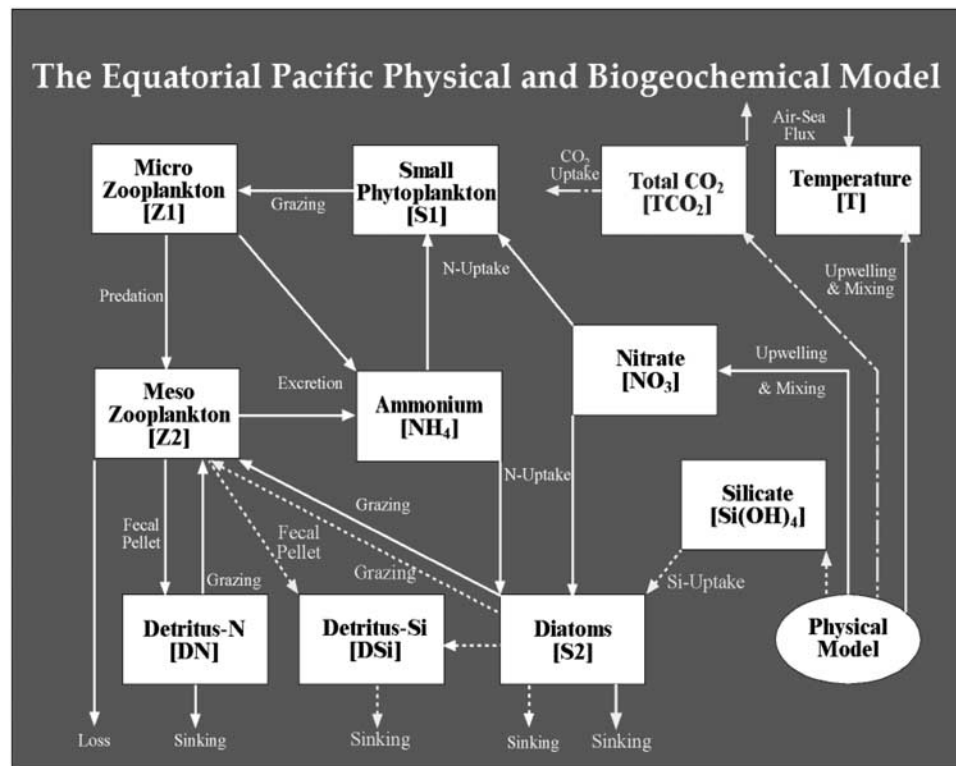 The Equatorial Pacific Physical and Biogeochemical Model
Micro
Zooplankton
[Z1]
Grazing
Small
Phytoplankton
[S1]
CO₂
Uptake
Total CO₂
[TCO₂]
Air-Sea
Flux
Temperature
[T]
Predation
N-Uptake
Upwelling
& Mixing
Meso
Zooplankton
[Z2]
Excretion
Ammonium
[NH₄]
Nitrate
[NO₃]
Upwelling
& Mixing
Fecal
Pellet
Grazing
Fecal
Pellet
Grazing
Grazing
N-Uptake
Silicate
[Si(OH)₄]
Si-Uptake
Detritus-N
[DN]
Detritus-Si
[DSi]
Diatoms
[S2]
Physical
Model
Loss
Sinking
Sinking
Sinking
Sinking